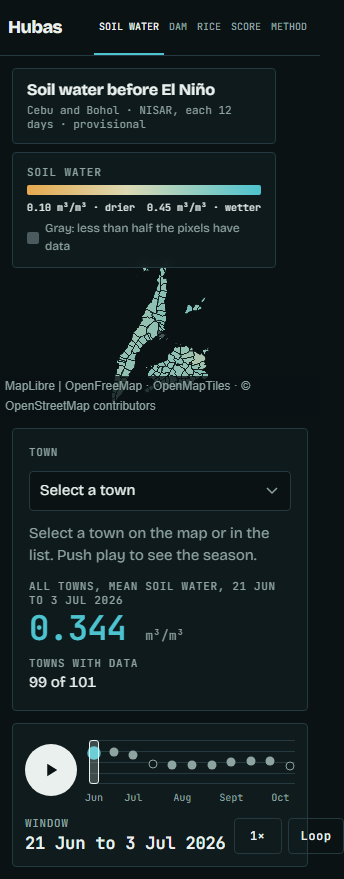 Hubas
SOIL WATER DAM RICE SCORE METHOD
Soil water before El Niño
Cebu and Bohol · NISAR, each 12
days · provisional
SOIL WATER
0.10 m³/m³ · drier 0.45 m³/m³ · wetter
Gray: less than half the pixels have
data
MapLibre | OpenFreeMap · OpenMapTiles · ©
OpenStreetMap contributors
TOWN
Select a town
Select a town on the map or in the
list. Push play to see the season.
ALL TOWNS, MEAN SOIL WATER, 21 JUN
TO 3 JUL 2026
0.344 m³/m³
TOWNS WITH DATA
99 of 101
Jun Jul Aug Sept Oct
WINDOW
21 Jun to 3 Jul 2026
1× Loop